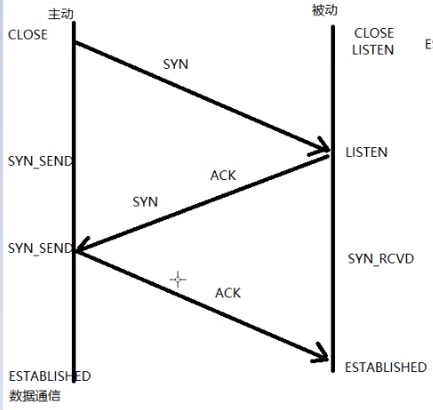 主动
被动
CLOSE
CLOSE
LISTEN
SYN
LISTEN
SYN_SEND
ACK
SYN
SYN_SEND
SYN_RCVD
ACK
ESTABLISHED
ESTABLISHED
数据通信